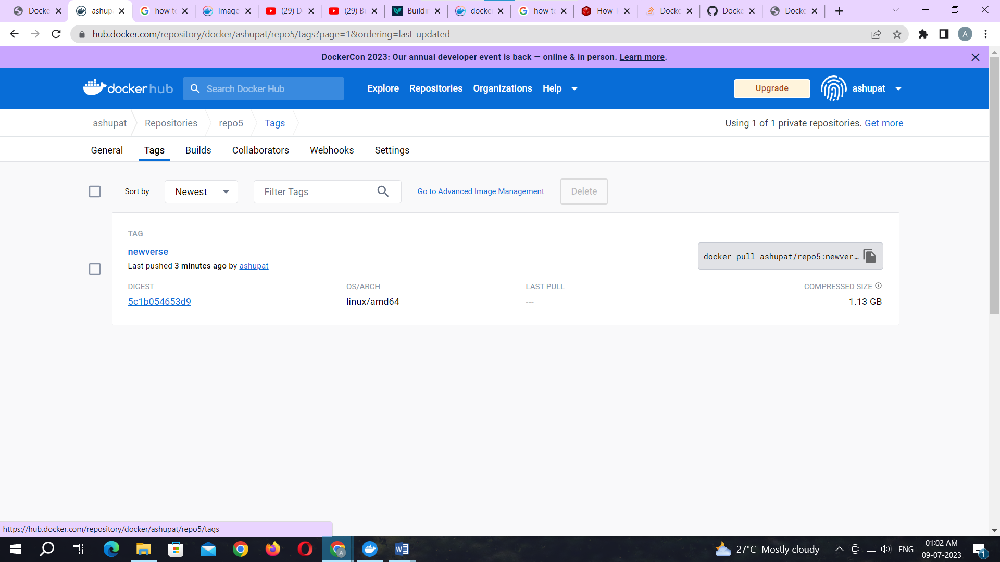 Docke
ashup
how to
Image
(29) D
(29) Bu
Buildin
docker
how to
How T
Docke
Docke
Docke
hub.docker.com/repository/docker/ashupat/repo5/tags?page=1&ordering=last_updated
A
DockerCon 2023: Our annual developer event is back — online & in person. Learn more.
docker hub
Search Docker Hub
Explore
Repositories
Organizations
Help
Upgrade
ashupat
ashupat
Repositories
repo5
Tags
Using 1 of 1 private repositories. Get more
General
Tags
Builds
Collaborators
Webhooks
Settings
Sort by
Newest
Filter Tags
Go to Advanced Image Management
Delete
TAG
newverse
Last pushed 3 minutes ago by ashupat
docker pull ashupat/repo5:newver…
DIGEST
OS/ARCH
LAST PULL
COMPRESSED SIZE
5c1b054653d9
linux/amd64
---
1.13 GB
https://hub.docker.com/repository/docker/ashupat/repo5/tags
27°C Mostly cloudy
ENG
01:02 AM
09-07-2023
1